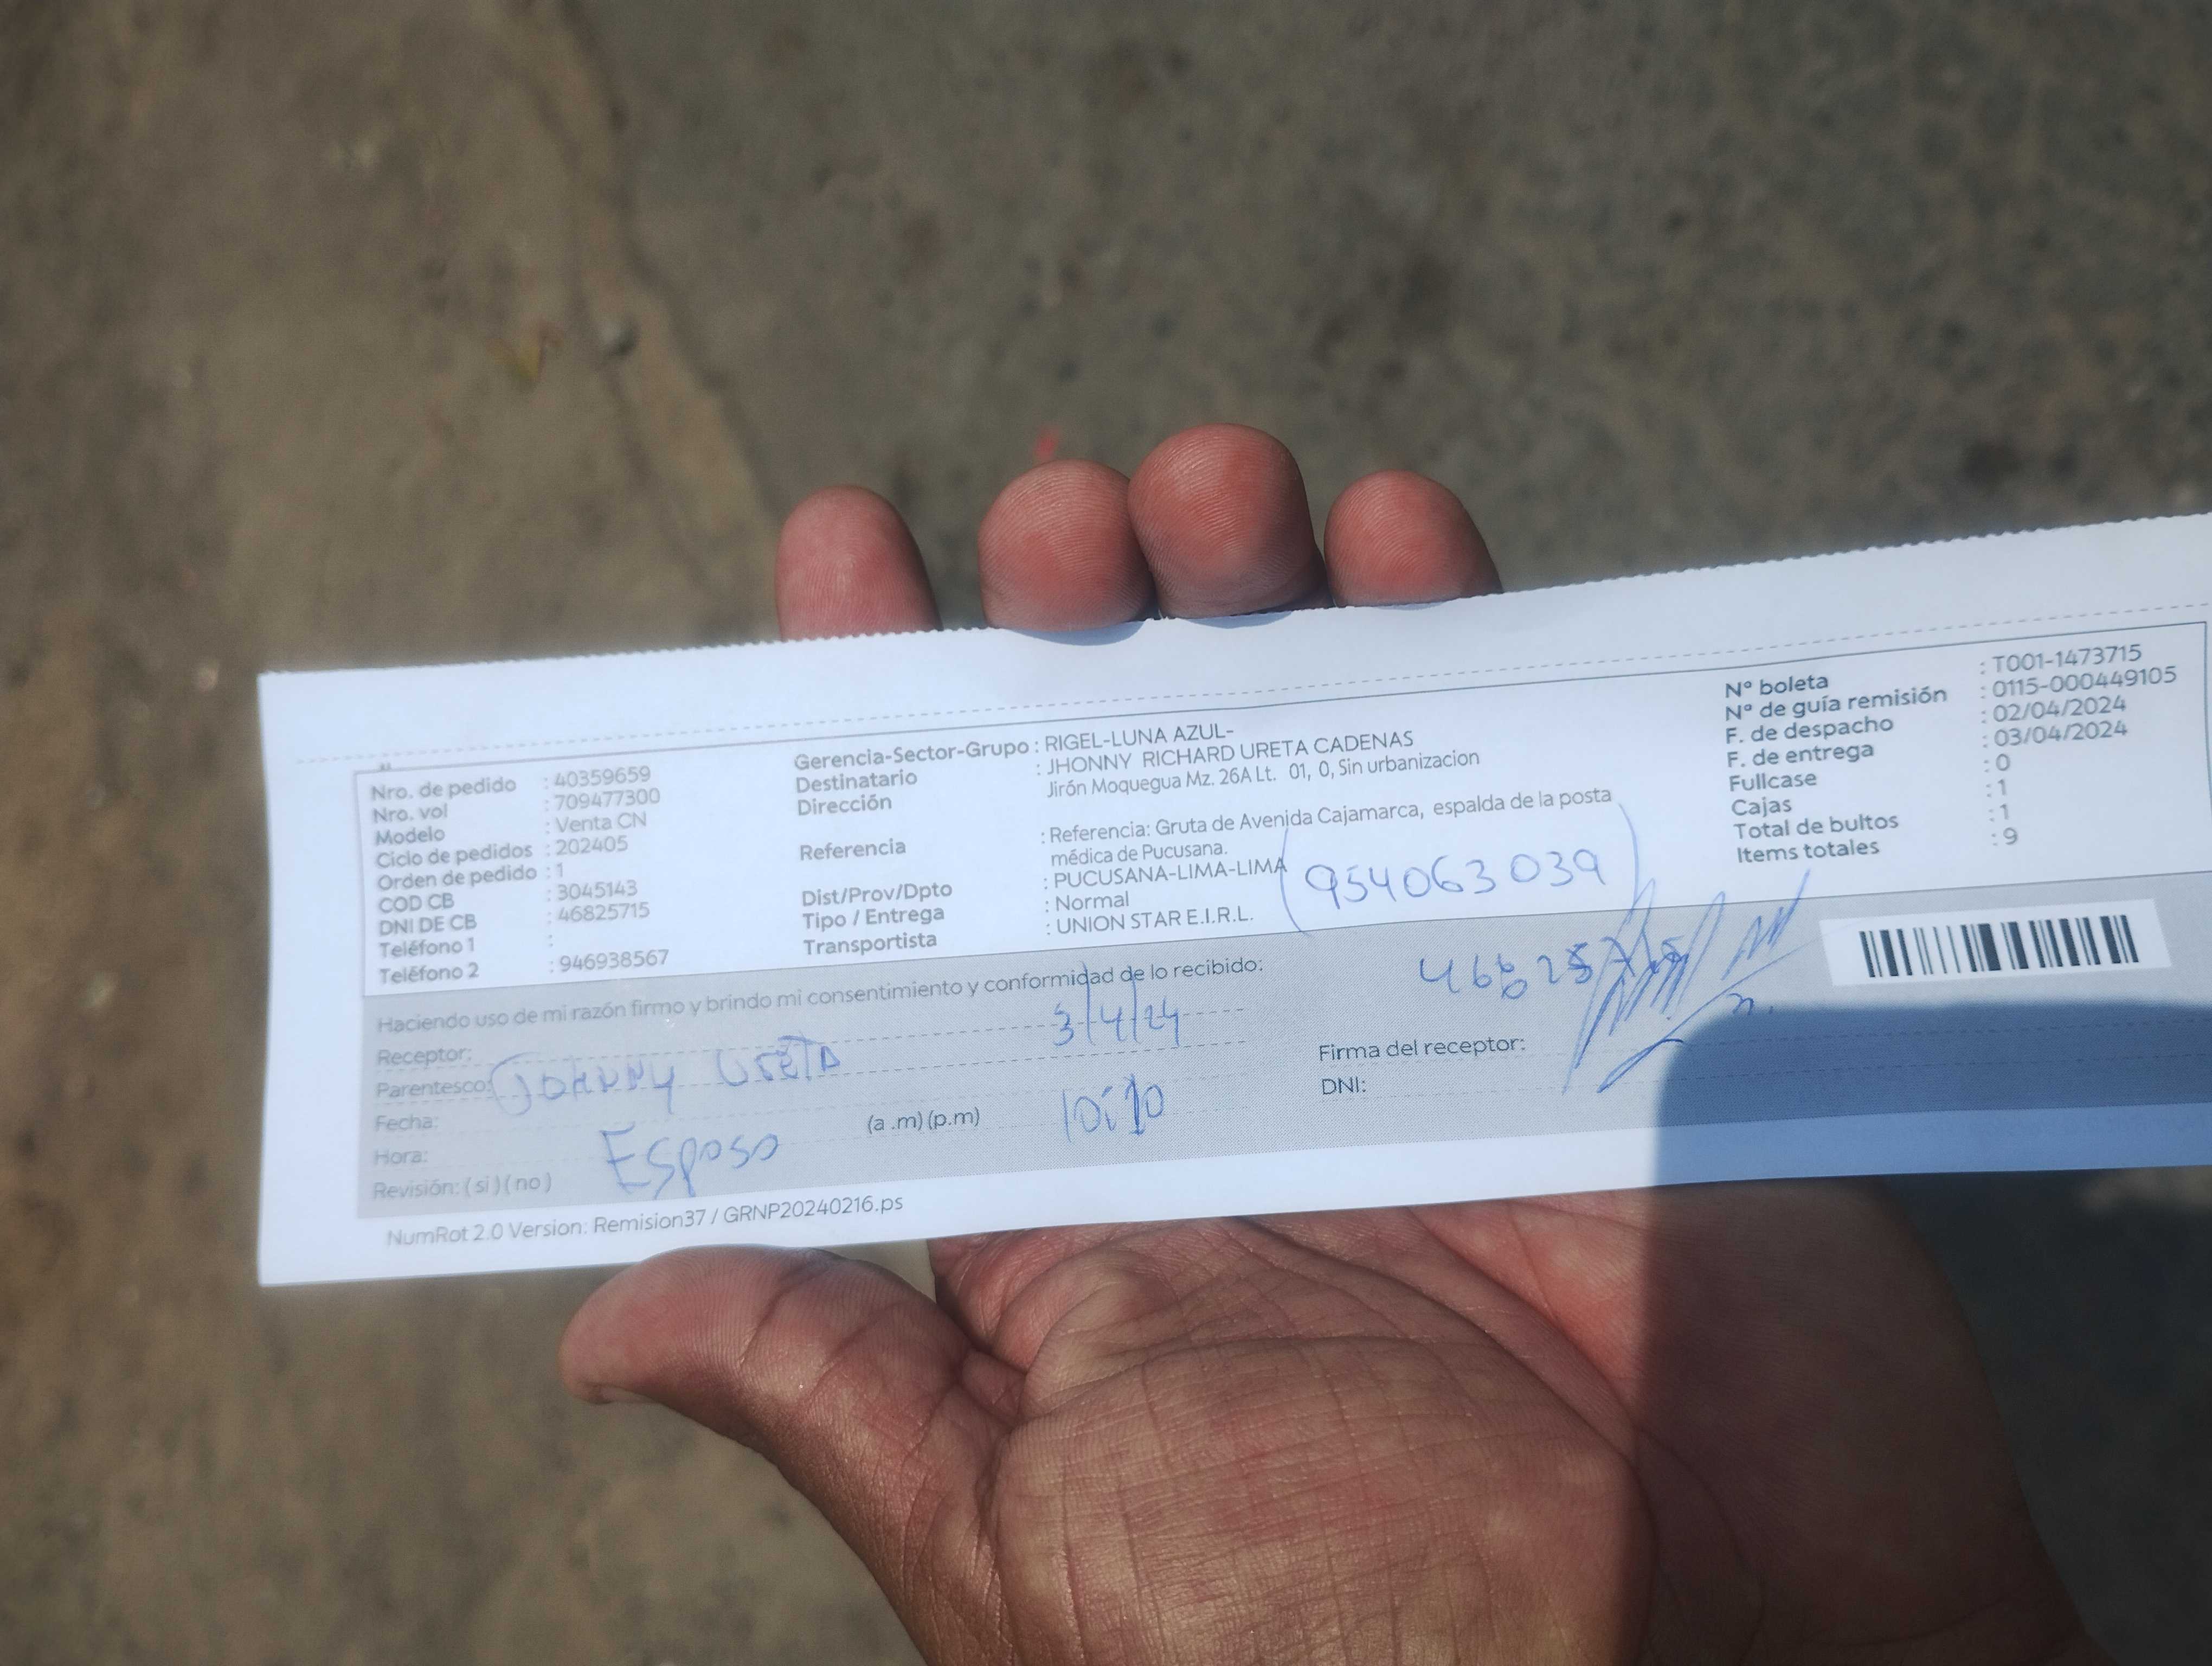 Nro. de pedido : 40359659
Nro. vol : 709477300
Modelo : Venta CN
Ciclo de pedidos : 202405
Orden de pedido : 1
COD CB : 3045143
DNI DE CB : 46825715
Teléfono 1 :
Teléfono 2 : 946938567
Gerencia-Sector-Grupo : RIGEL-LUNA AZUL-
Destinatario : JHONNY RICHARD URETA CADENAS
Dirección Jirón Moquegua Mz. 26A Lt. 01, 0, Sin urbanizacion
Referencia : Referencia: Gruta de Avenida Cajamarca, espalda de la posta
médica de Pucusana.
Dist/Prov/Dpto : PUCUSANA-LIMA-LIMA
Tipo / Entrega : Normal
Transportista : UNION STAR E.I.R.L.
(954063039)
N° boleta : T001-1473715
N° de guía remisión : 0115-000449105
F. de despacho : 02/04/2024
F. de entrega : 03/04/2024
Fullcase : 0
Cajas : 1
Total de bultos : 1
Items totales : 9
Haciendo uso de mi razón firmo y brindo mi consentimiento y conformidad de lo recibido:
Receptor:
Parentesco: JOHNNY URETA
3/4/24
Fecha:
Hora: Esposo (a .m) (p.m)
Revisión: ( si ) ( no )
Firma del receptor:
DNI:
NumRot 2.0 Version: Remision37 / GRNP20240216.ps